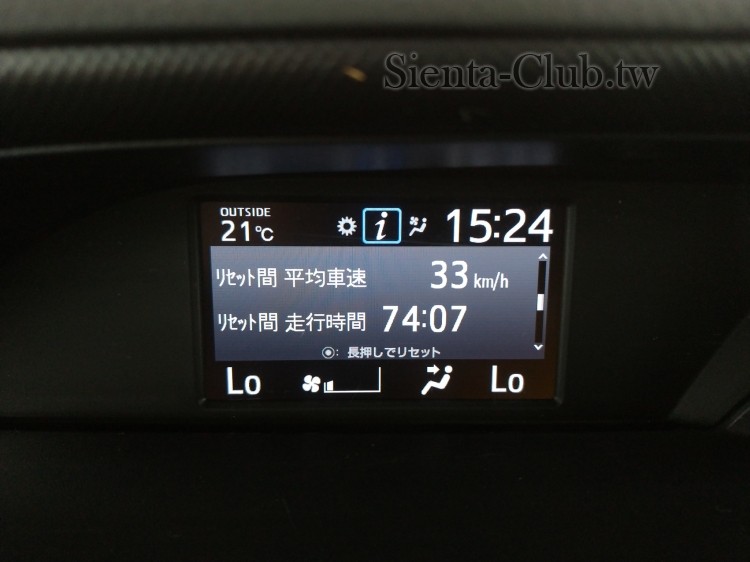 Sienta-Club.tw
OUTSIDE
21℃ i 15:24
ﾘｾｯﾄ間 平均車速 33 km/h
ﾘｾｯﾄ間 走行時間 74:07
長押しでリセット
Lo Lo